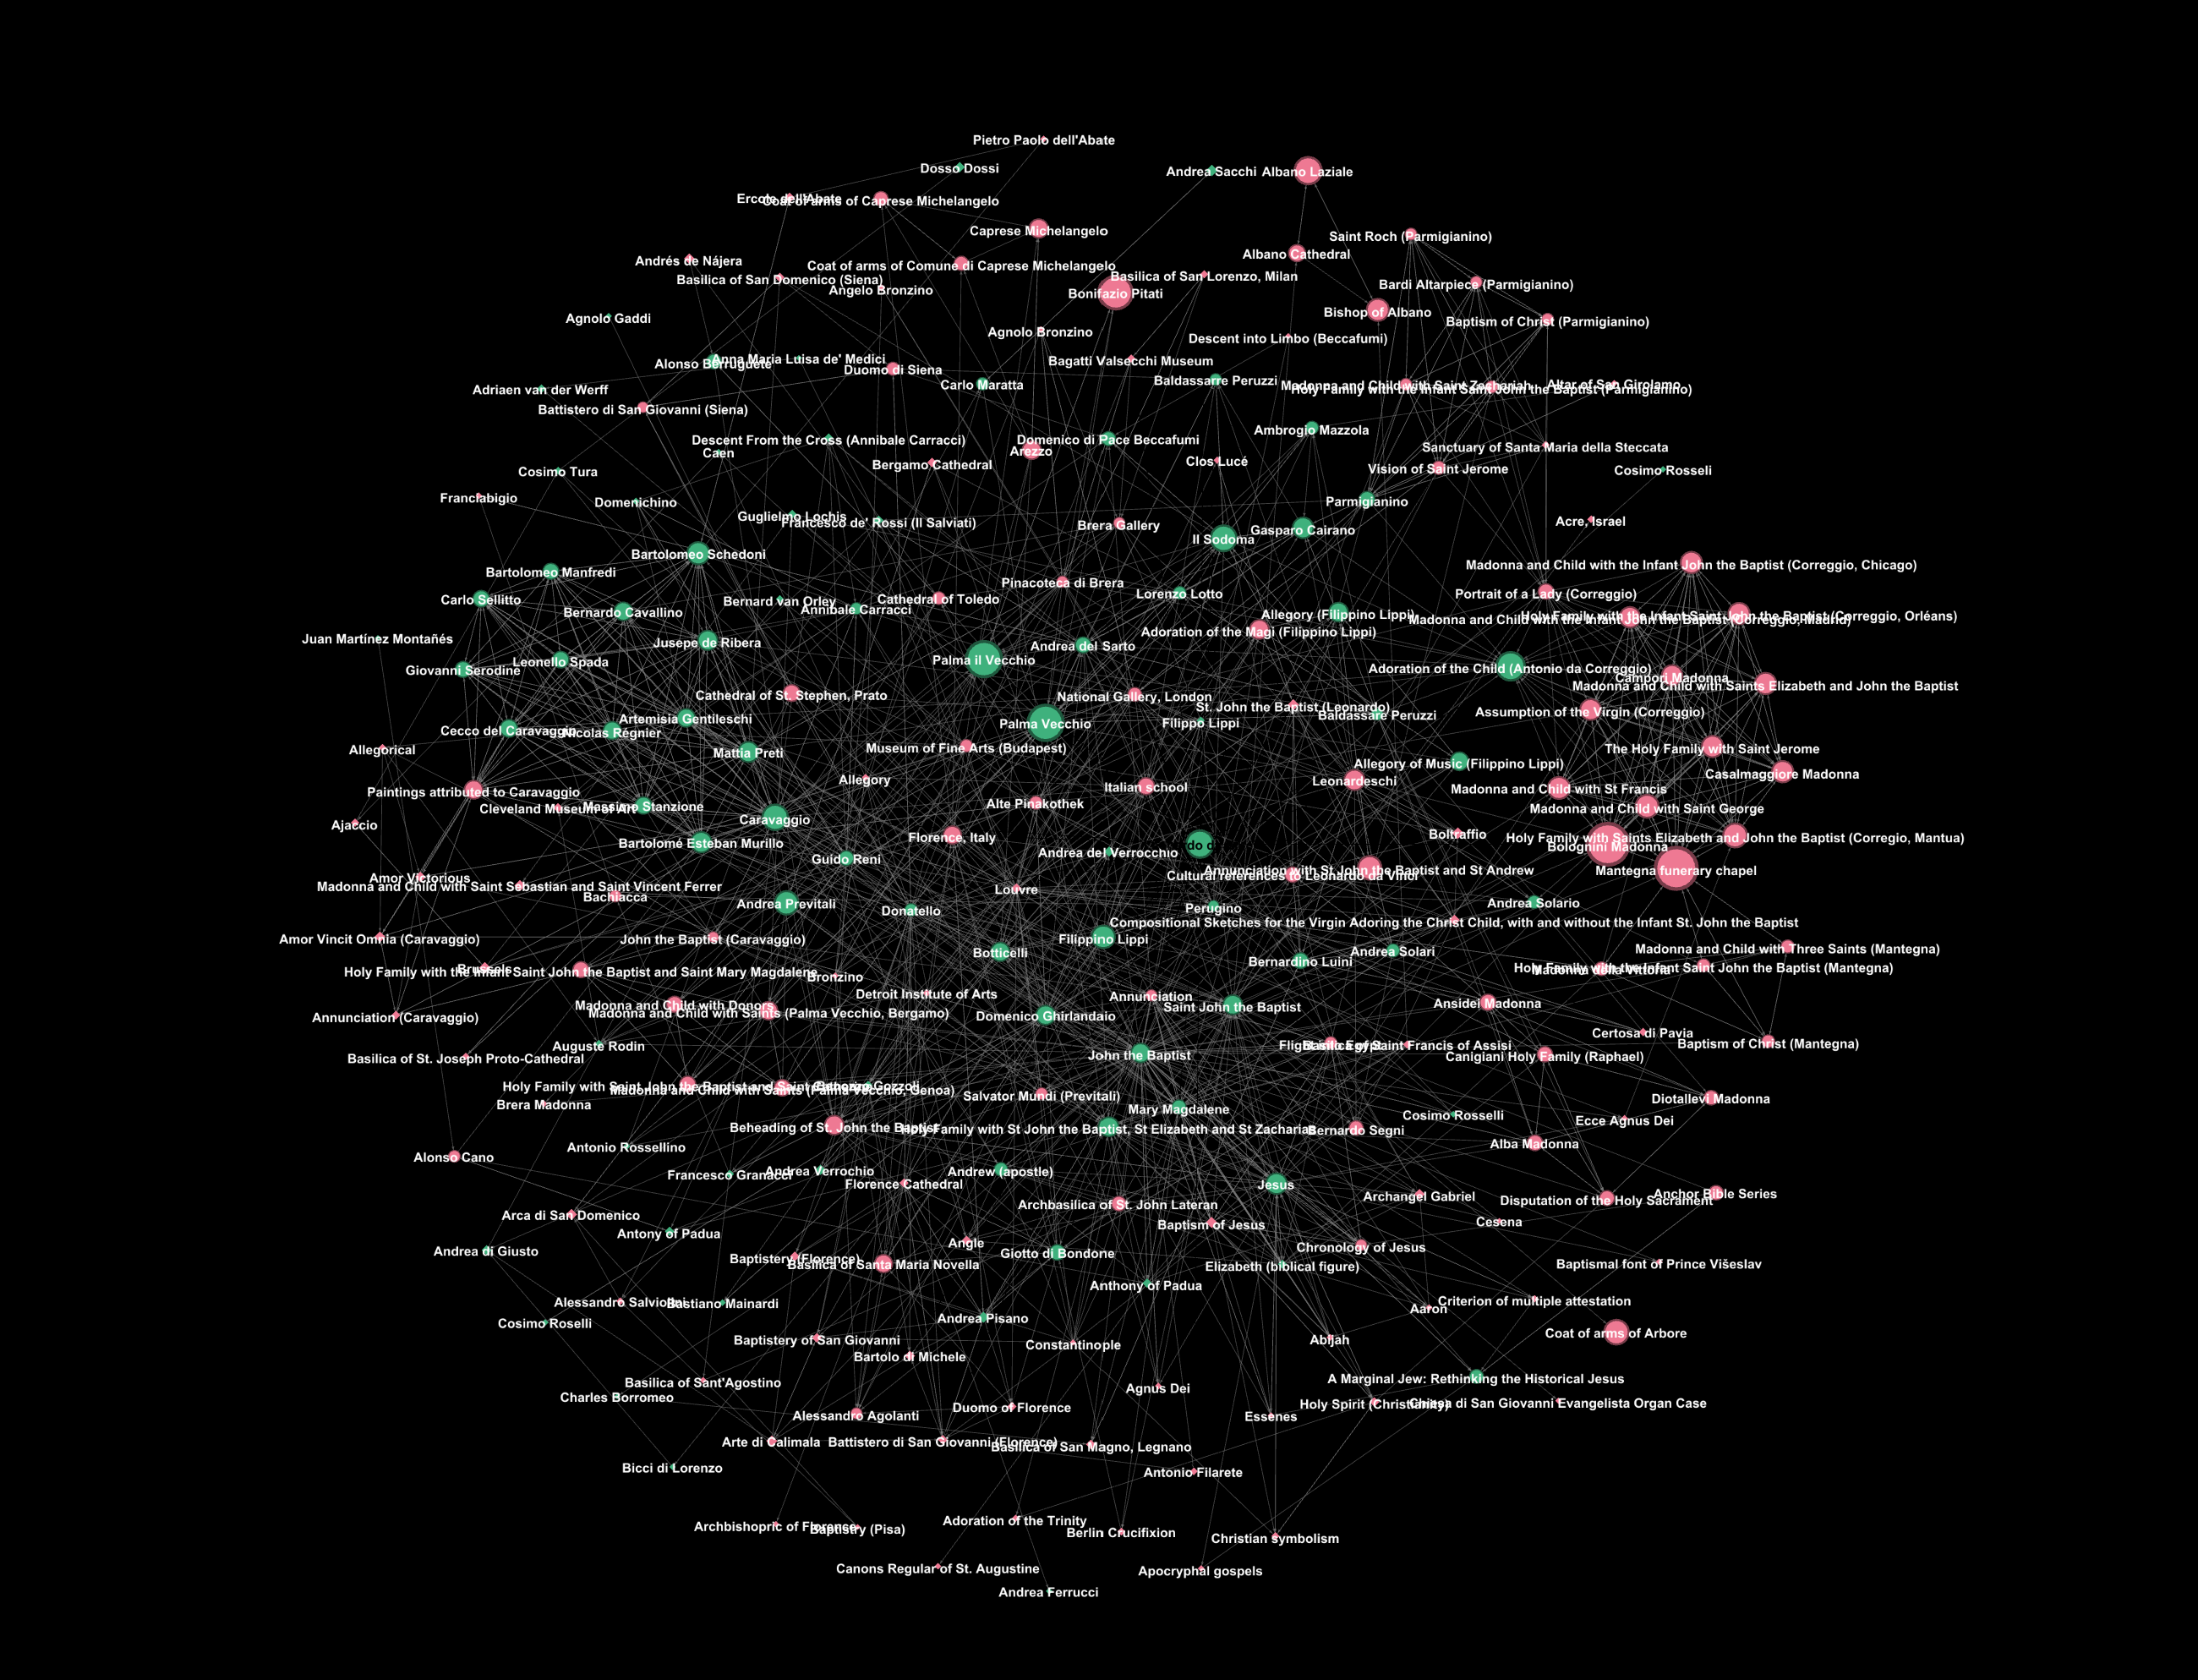 Pietro Paolo dell'Abate
Dosso Dossi
Andrea Sacchi
Albano Laziale
Ercole dell'Abate
Coat of arms of Caprese Michelangelo
Caprese Michelangelo
Saint Roch (Parmigianino)
Albano Cathedral
Andrés de Nájera
Coat of arms of Comune di Caprese Michelangelo
Basilica of San Lorenzo, Milan
Basilica of San Domenico (Siena)
Bardi Altarpiece (Parmigianino)
Angelo Bronzino
Bonifazio Pitati
Bishop of Albano
Agnolo Gaddi
Baptism of Christ (Parmigianino)
Agnolo Bronzino
Descent into Limbo (Beccafumi)
Anna Maria Luisa de' Medici
Bagatti Valsecchi Museum
Alonso Berruguete
Duomo di Siena
Baldassarre Peruzzi
Carlo Maratta
Madonna and Child with Saint Zechariah
Altar of San Girolamo
Adriaen van der Werff
Holy Family with the Infant Saint John the Baptist (Parmigianino)
Battistero di San Giovanni (Siena)
Ambrogio Mazzola
Descent From the Cross (Annibale Carracci)
Domenico di Pace Beccafumi
Sanctuary of Santa Maria della Steccata
Arezzo
Caen
Clos Lucé
Bergamo Cathedral
Vision of Saint Jerome
Cosimo Rosseli
Cosimo Tura
Franciabigio
Domenichino
Parmigianino
Guglielmo Lochis
Acre, Israel
Francesco de' Rossi (Il Salviati)
Brera Gallery
Gasparo Cairano
Il Sodoma
Bartolomeo Schedoni
Madonna and Child with the Infant John the Baptist (Correggio, Chicago)
Bartolomeo Manfredi
Pinacoteca di Brera
Lorenzo Lotto
Portrait of a Lady (Correggio)
Carlo Sellitto
Cathedral of Toledo
Bernard van Orley
Annibale Carracci
Bernardo Cavallino
Allegory (Filippino Lippi)
Holy Family with the Infant Saint John the Baptist (Correggio, Orléans)
Madonna and Child with the Infant John the Baptist (Correggio, Madrid)
Adoration of the Magi (Filippino Lippi)
Juan Martínez Montañés
Jusepe de Ribera
Andrea del Sarto
Leonello Spada
Palma il Vecchio
Giovanni Serodine
Adoration of the Child (Antonio da Correggio)
Campori Madonna
Madonna and Child with Saints Elizabeth and John the Baptist
Cathedral of St. Stephen, Prato
National Gallery, London
St. John the Baptist (Leonardo)
Assumption of the Virgin (Correggio)
Baldassare Peruzzi
Artemisia Gentileschi
Palma Vecchio
Filippo Lippi
Cecco del Caravaggio
Nicolas Régnier
Allegorical
Museum of Fine Arts (Budapest)
The Holy Family with Saint Jerome
Mattia Preti
Allegory of Music (Filippino Lippi)
Casalmaggiore Madonna
Allegory
Leonardeschi
Italian school
Madonna and Child with St Francis
Paintings attributed to Caravaggio
Alte Pinakothek
Cleveland Museum of Art
Massimo Stanzione
Madonna and Child with Saint George
Caravaggio
Ajaccio
Boltraffio
Florence, Italy
Holy Family with Saints Elizabeth and John the Baptist (Corregio, Mantua)
Bartolomé Esteban Murillo
Bolognini Madonna
Andrea del Verrocchio
Guido Reni
Annunciation with St John the Baptist and St Andrew
Mantegna funerary chapel
Cultural references to Leonardo da Vinci
Amor Victorious
Madonna and Child with Saint Sebastian and Saint Vincent Ferrer
Louvre
Bachiacca
Andrea Previtali
Andrea Solario
Donatello
Perugino
Compositional Sketches for the Virgin Adoring the Christ Child, with and without the Infant St. John the Baptist
Amor Vincit Omnia (Caravaggio)
John the Baptist (Caravaggio)
Filippino Lippi
Madonna and Child with Three Saints (Mantegna)
Botticelli
Andrea Solari
Bernardino Luini
Brussels
Holy Family with the Infant Saint John the Baptist (Mantegna)
Madonna della Vittoria
Holy Family with the Infant Saint John the Baptist and Saint Mary Magdalene
Bronzino
Detroit Institute of Arts
Annunciation
Ansidei Madonna
Madonna and Child with Donors
Saint John the Baptist
Madonna and Child with Saints (Palma Vecchio, Bergamo)
Domenico Ghirlandaio
Annunciation (Caravaggio)
Certosa di Pavia
Baptism of Christ (Mantegna)
Auguste Rodin
Flight into Egypt
Basilica of Saint Francis of Assisi
John the Baptist
Canigiani Holy Family (Raphael)
Basilica of St. Joseph Proto-Cathedral
Benozzo Gozzoli
Madonna and Child with Saints (Palma Vecchio, Genoa)
Salvator Mundi (Previtali)
Diotallevi Madonna
Brera Madonna
Mary Magdalene
Cosimo Rosselli
Ecce Agnus Dei
Beheading of St. John the Baptist
Holy Family with St John the Baptist, St Elizabeth and St Zacharias
Bernardo Segni
Alba Madonna
Antonio Rossellino
Alonso Cano
Andrea Verrochio
Andrew (apostle)
Francesco Granacci
Florence Cathedral
Jesus
Archangel Gabriel
Anchor Bible Series
Disputation of the Holy Sacrament
Archbasilica of St. John Lateran
Arca di San Domenico
Cesena
Baptism of Jesus
Antony of Padua
Angle
Chronology of Jesus
Andrea di Giusto
Giotto di Bondone
Baptistery (Florence)
Basilica of Santa Maria Novella
Elizabeth (biblical figure)
Baptismal font of Prince Višeslav
Anthony of Padua
Alessandro Salviolini
Bastiano Mainardi
Criterion of multiple attestation
Aaron
Andrea Pisano
Cosimo Roselli
Coat of arms of Arbore
Baptistery of San Giovanni
Abijah
Constantinople
Bartolo di Michele
A Marginal Jew: Rethinking the Historical Jesus
Basilica of Sant'Agostino
Agnus Dei
Charles Borromeo
Holy Spirit (Christianity)
Chiesa di San Giovanni Evangelista Organ Case
Duomo of Florence
Alessandro Agolanti
Essenes
Arte di Calimala
Battistero di San Giovanni (Florence)
Basilica of San Magno, Legnano
Bicci di Lorenzo
Antonio Filarete
Adoration of the Trinity
Archbishopric of Florence
Baptistry (Pisa)
Berlin Crucifixion
Christian symbolism
Canons Regular of St. Augustine
Apocryphal gospels
Andrea Ferrucci